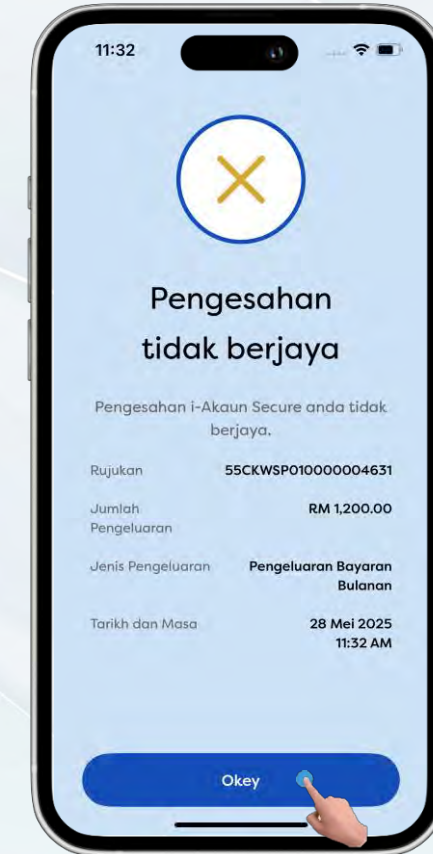 11:32
Pengesahan
tidak berjaya
Pengesahan i-Akaun Secure anda tidak
berjaya.
Rujukan 55CKWSP010000004631
Jumlah
Pengeluaran RM 1,200.00
Jenis Pengeluaran Pengeluaran Bayaran
Bulanan
Tarikh dan Masa 28 Mei 2025
11:32 AM
Okey